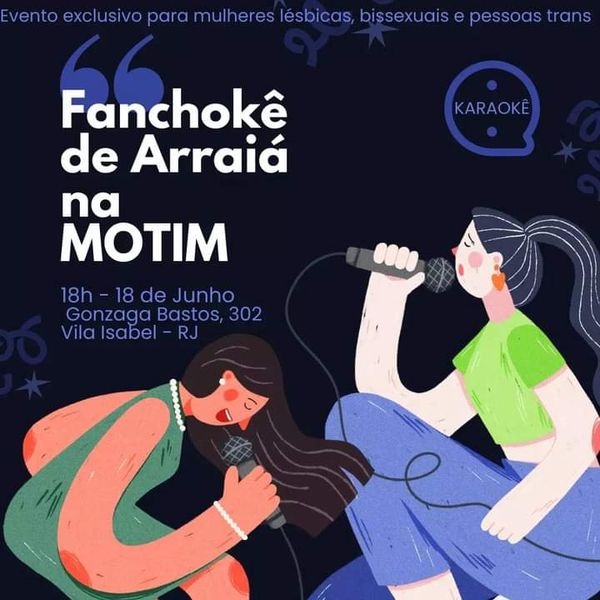 Evento exclusivo para mulheres lésbicas, bissexuais e pessoas trans
Fanchokê
de Arraiá
na
MOTIM
KARAOKÊ
18h - 18 de Junho
Gonzaga Bastos, 302
Vila Isabel - RJ